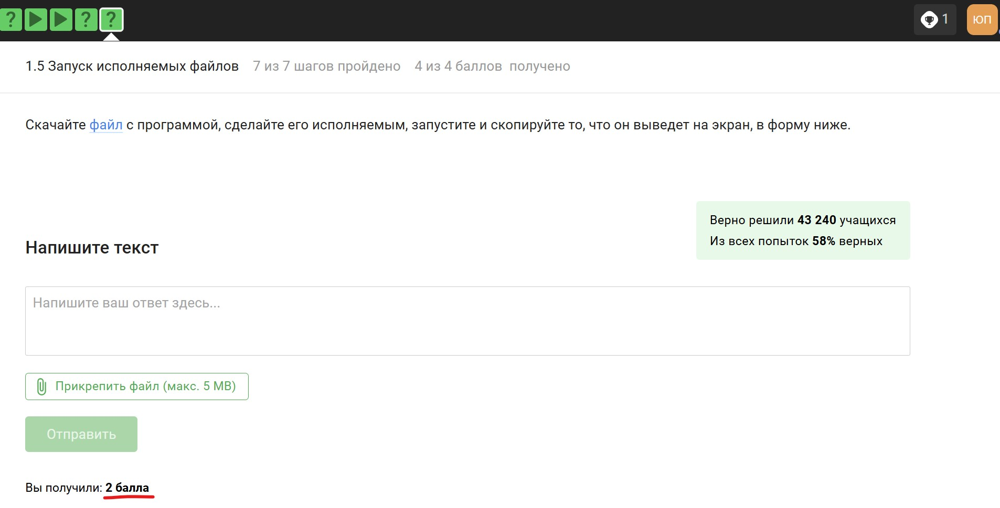 ? ? ?
1
ЮП
1.5 Запуск исполняемых файлов 7 из 7 шагов пройдено 4 из 4 баллов получено
Скачайте файл с программой, сделайте его исполняемым, запустите и скопируйте то, что он выведет на экран, в форму ниже.
Верно решили 43 240 учащихся
Из всех попыток 58% верных
Напишите текст
Напишите ваш ответ здесь...
Прикрепить файл (макс. 5 MB)
Отправить
Вы получили: 2 балла